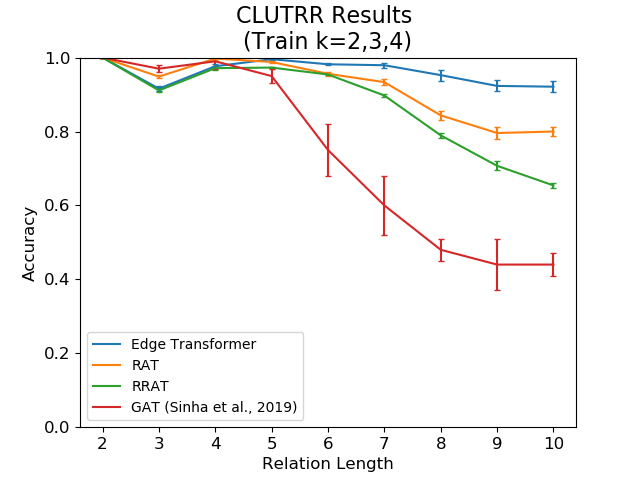 CLUTRR Results
(Train k=2,3,4)
1.0
0.8
0.6
0.4
0.2
0.0
Accuracy
Edge Transformer
RAT
RRAT
GAT (Sinha et al., 2019)
2 3 4 5 6 7 8 9 10
Relation Length